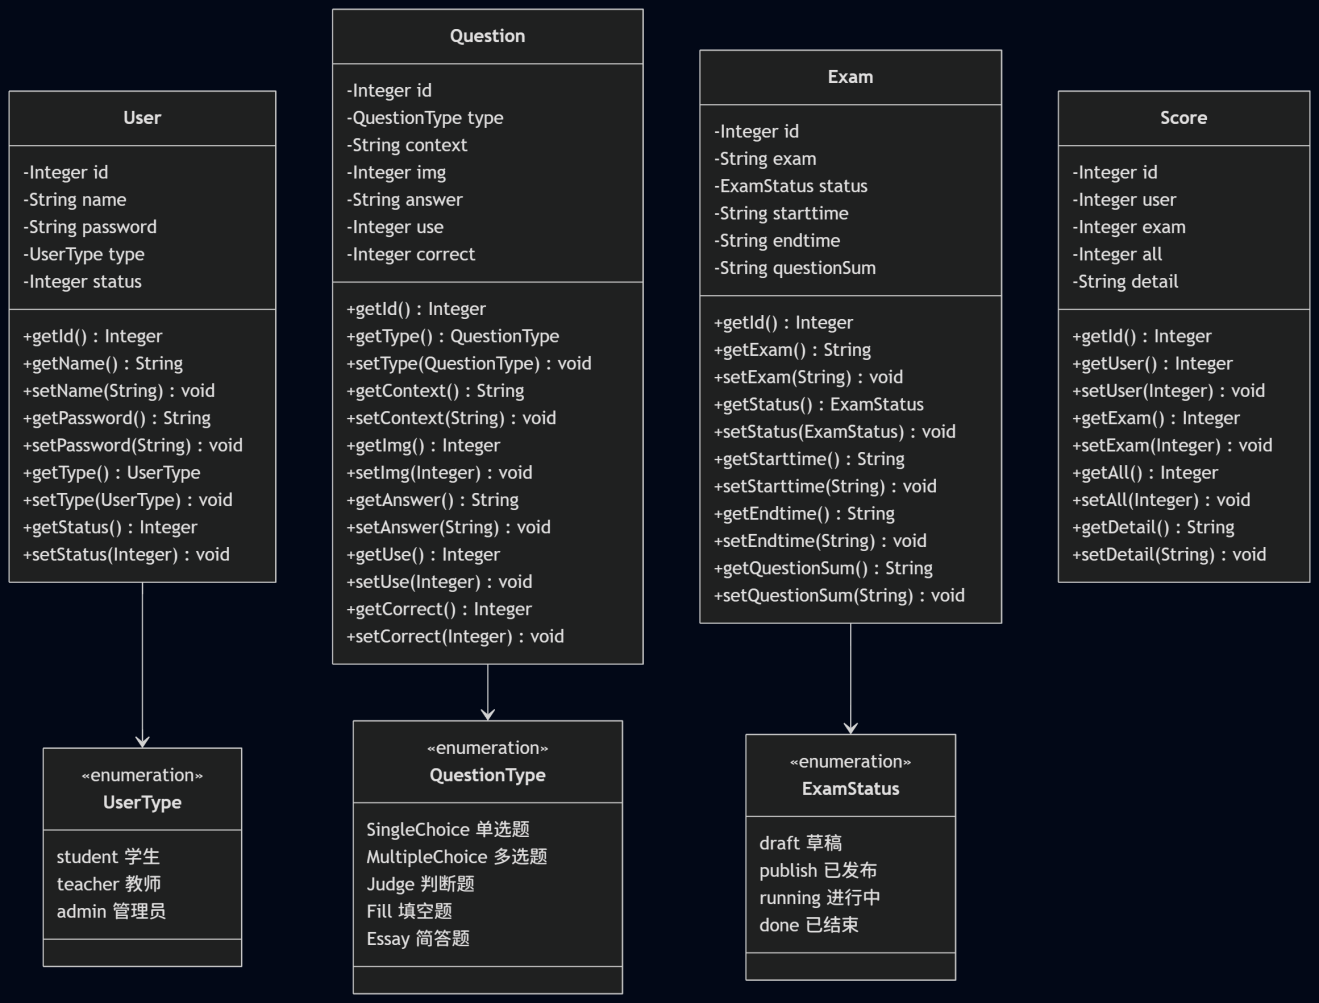 User
-Integer id
-String name
-String password
-UserType type
-Integer status
+getId() : Integer
+getName() : String
+setName(String) : void
+getPassword() : String
+setPassword(String) : void
+getType() : UserType
+setType(UserType) : void
+getStatus() : Integer
+setStatus(Integer) : void
Question
-Integer id
-QuestionType type
-String context
-Integer img
-String answer
-Integer use
-Integer correct
+getId() : Integer
+getType() : QuestionType
+setType(QuestionType) : void
+getContext() : String
+setContext(String) : void
+getImg() : Integer
+setImg(Integer) : void
+getAnswer() : String
+setAnswer(String) : void
+getUse() : Integer
+setUse(Integer) : void
+getCorrect() : Integer
+setCorrect(Integer) : void
Exam
-Integer id
-String exam
-ExamStatus status
-String starttime
-String endtime
-String questionSum
+getId() : Integer
+getExam() : String
+setExam(String) : void
+getStatus() : ExamStatus
+setStatus(ExamStatus) : void
+getStarttime() : String
+setStarttime(String) : void
+getEndtime() : String
+setEndtime(String) : void
+getQuestionSum() : String
+setQuestionSum(String) : void
Score
-Integer id
-Integer user
-Integer exam
-Integer all
-String detail
+getId() : Integer
+getUser() : Integer
+setUser(Integer) : void
+getExam() : Integer
+setExam(Integer) : void
+getAll() : Integer
+setAll(Integer) : void
+getDetail() : String
+setDetail(String) : void
«enumeration»
UserType
student 学生
teacher 教师
admin 管理员
«enumeration»
QuestionType
SingleChoice 单选题
MultipleChoice 多选题
Judge 判断题
Fill 填空题
Essay 简答题
«enumeration»
ExamStatus
draft 草稿
publish 已发布
running 进行中
done 已结束